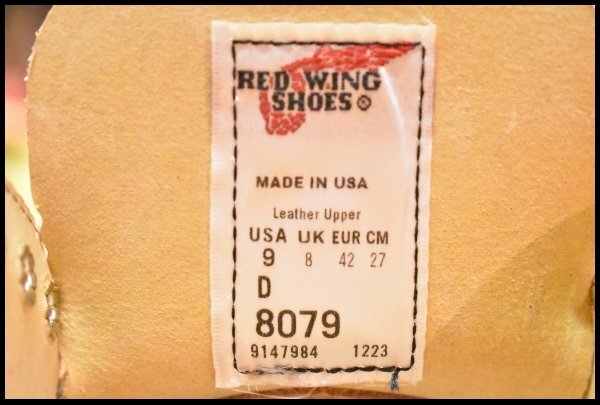 RED WING
SHOES ®
MADE IN USA
Leather Upper
USA UK EUR CM
9 8 42 27
D
8079
9147984 1223